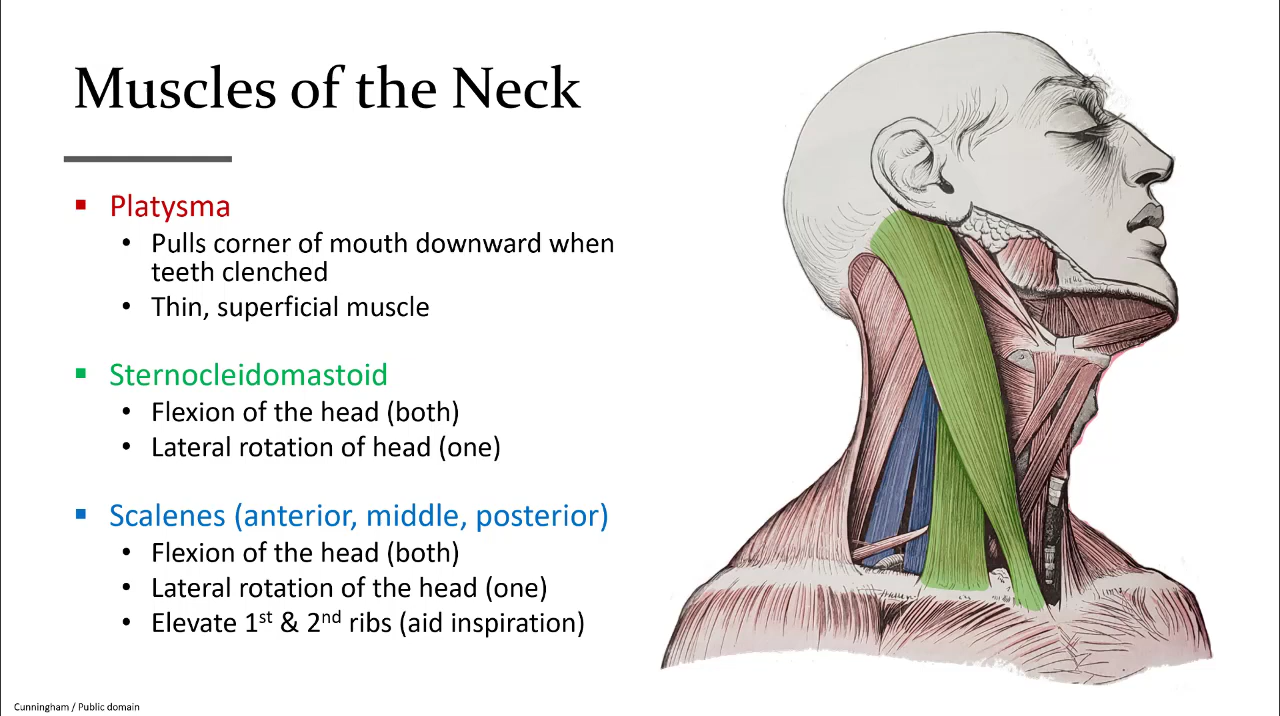 Muscles of the Neck
▪ Platysma
• Pulls corner of mouth downward when
teeth clenched
• Thin, superficial muscle
▪ Sternocleidomastoid
• Flexion of the head (both)
• Lateral rotation of head (one)
▪ Scalenes (anterior, middle, posterior)
• Flexion of the head (both)
• Lateral rotation of the head (one)
• Elevate 1st & 2nd ribs (aid inspiration)
Cunningham / Public domain